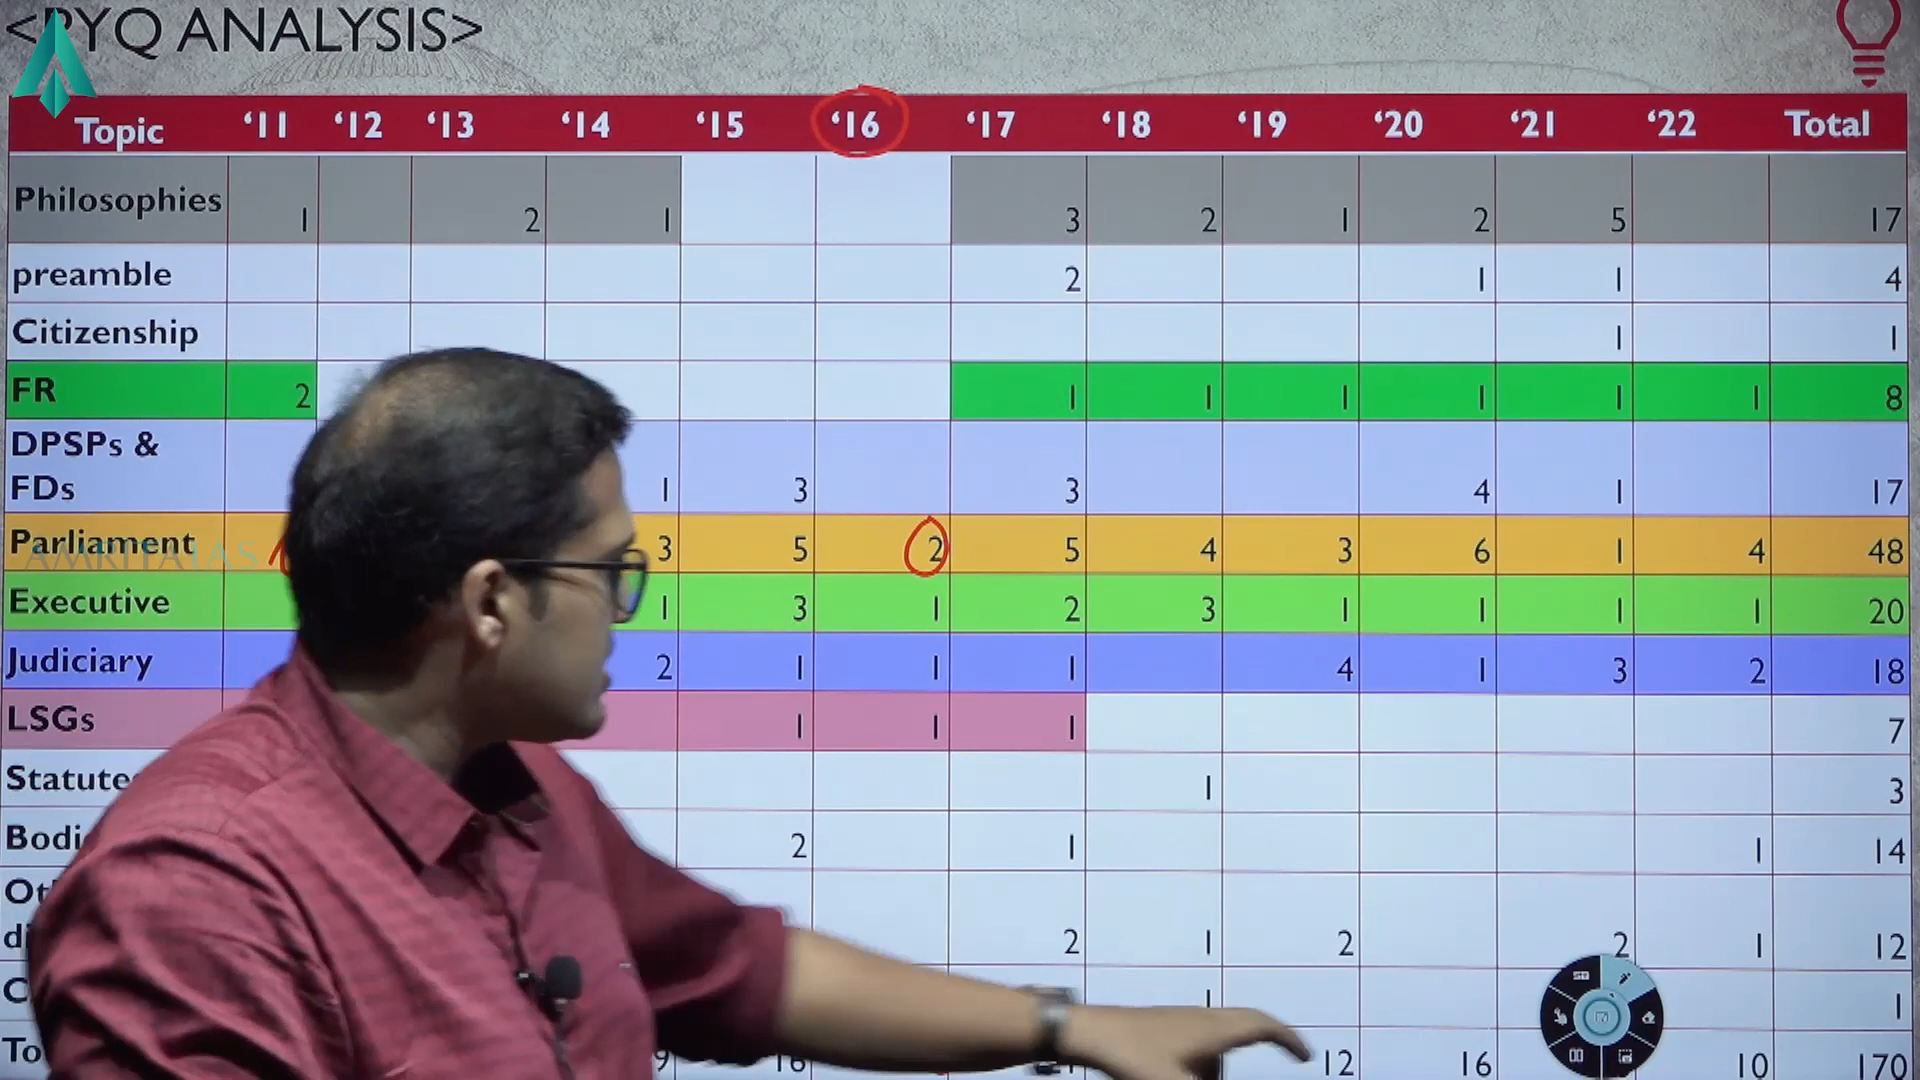 <PYQ ANALYSIS>
Topic '11 '12 '13 '14 '15 '16 '17 '18 '19 '20 '21 '22 Total
Philosophies 1 2 1 3 2 1 2 5 17
preamble 2 1 1 4
Citizenship 1 1
FR 2 1 1 1 1 1 1 8
DPSPs &
FDs 1 3 3 4 1 17
Parliament 3 5 2 5 4 3 6 1 4 48
AMRITA IAS
Executive 1 3 1 2 3 1 1 1 1 20
Judiciary 2 1 1 1 4 1 3 2 18
LSGs 1 1 1 7
1 3
2 1 1 14
2 1 2 2 1 12
1 1
12 16 10 170